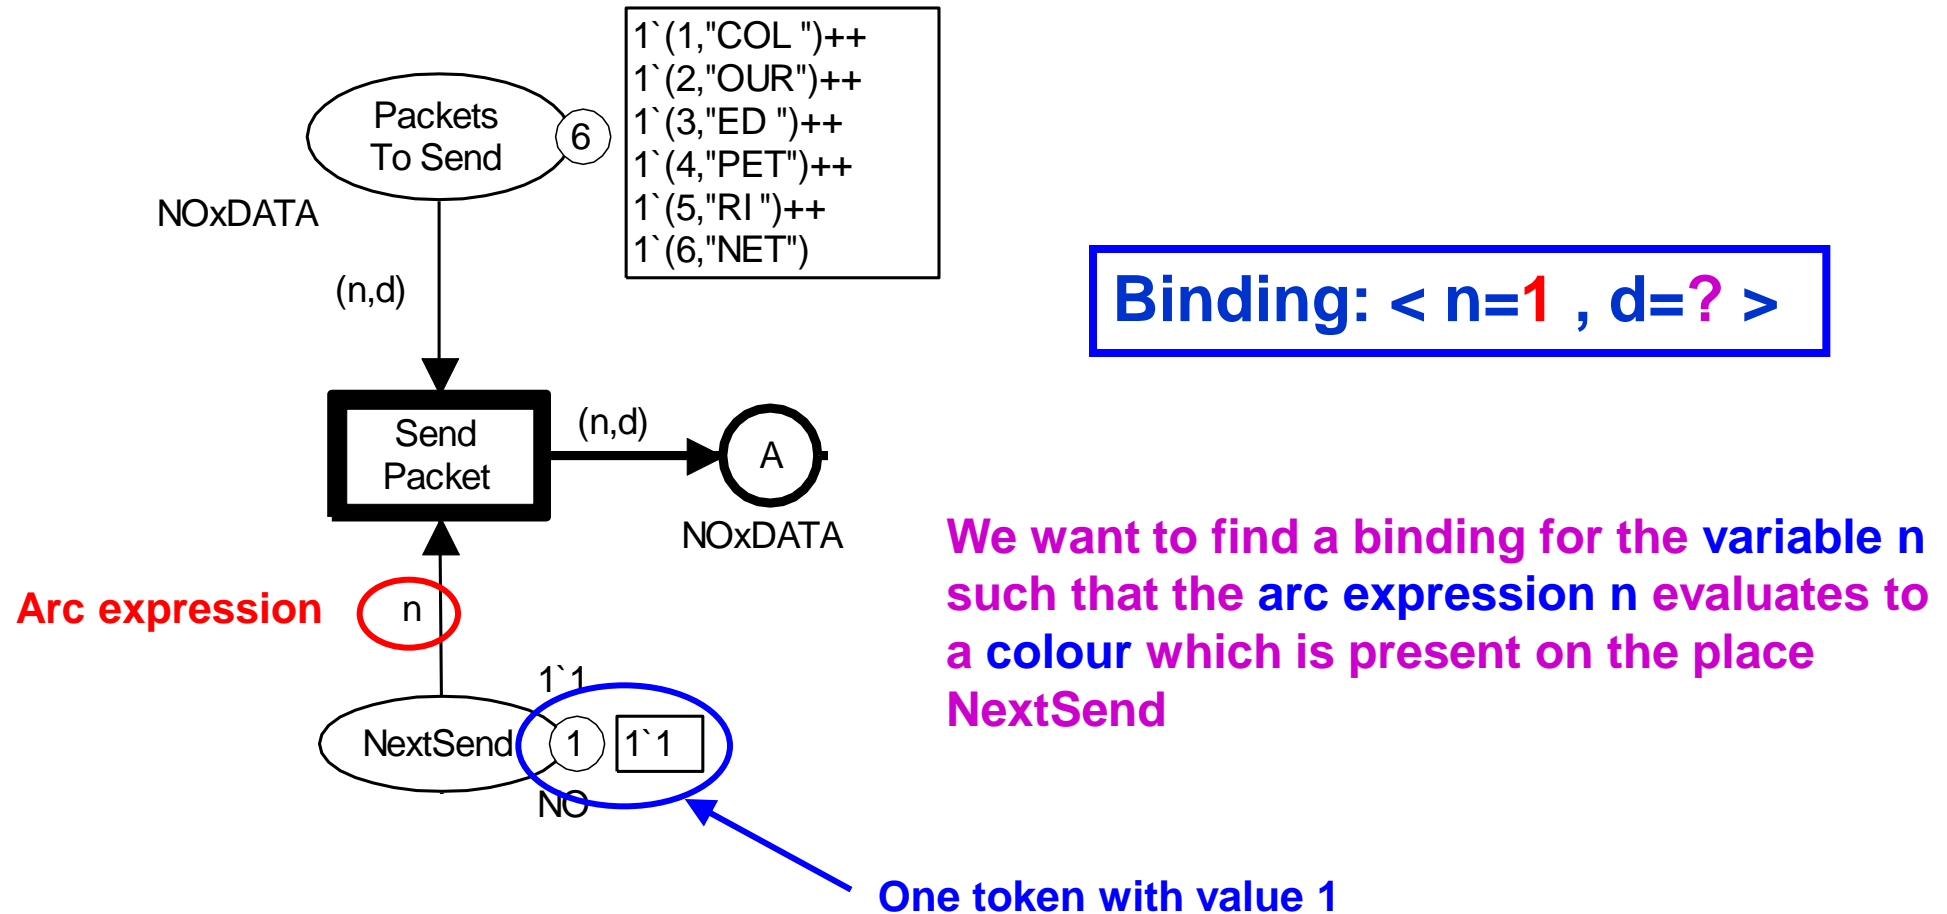 1`(1,"COL ")++
1`(2,"OUR")++
1`(3,"ED ")++
1`(4,"PET")++
1`(5,"RI ")++
1`(6,"NET")
Packets
To Send
6
NOxDATA
(n,d)
Binding: < n=1 , d=? >
Send
Packet
(n,d)
A
NOxDATA
We want to find a binding for the variable n
such that the arc expression n evaluates to
a colour which is present on the place
NextSend
Arc expression
n
1`1
NextSend
1
1`1
NO
One token with value 1